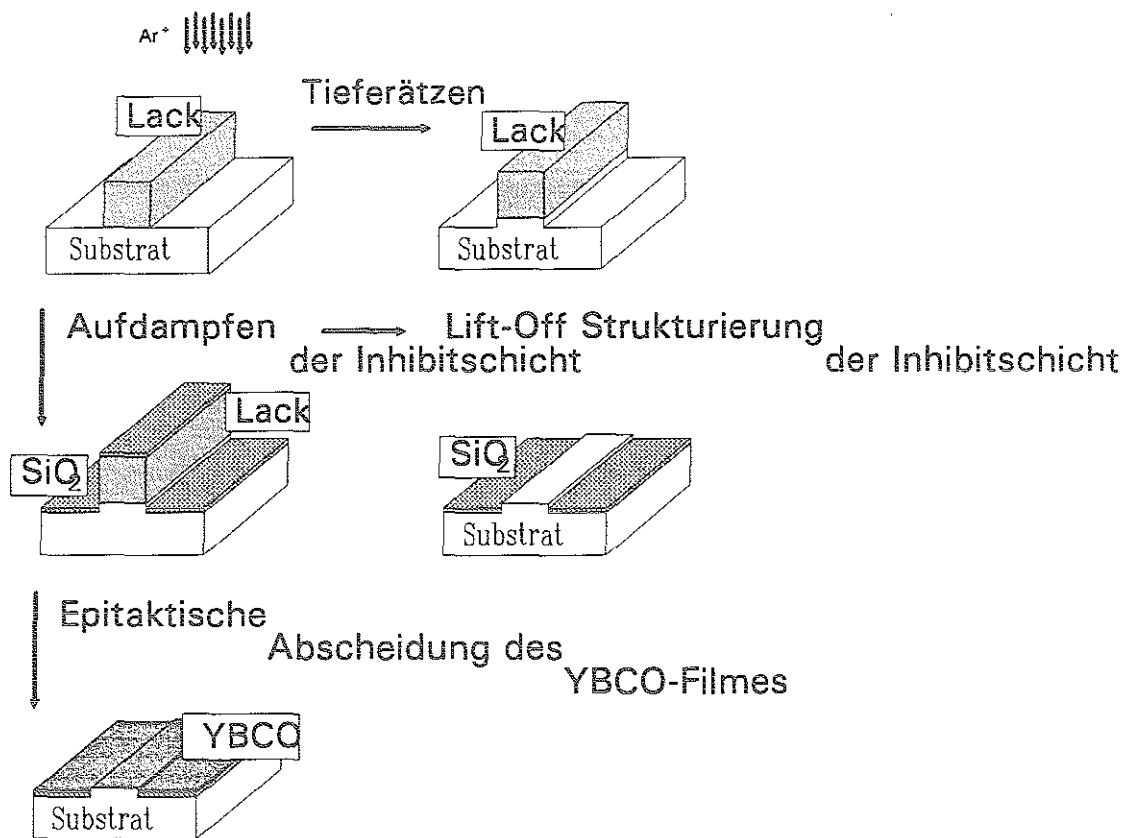 Ar⁺
Tieferätzen
Lack
Lack
Substrat
Substrat
Aufdampfen
der Inhibitschicht
Lift-Off Strukturierung
der Inhibitschicht
Lack
SiO₂
SiO₂
Substrat
Epitaktische
Abscheidung des
YBCO-Filmes
YBCO
Substrat